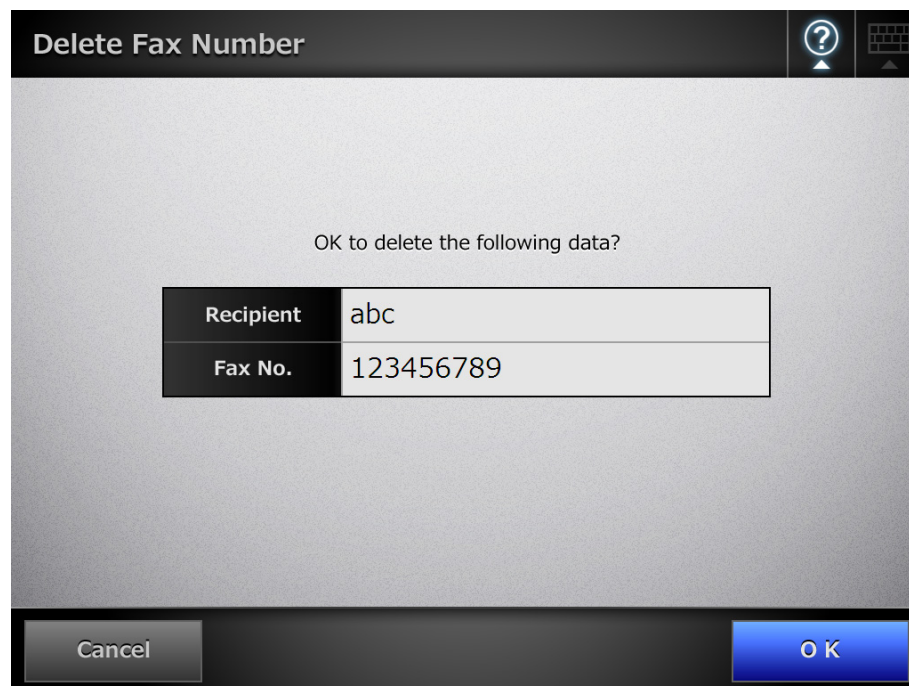 Delete Fax Number
?
OK to delete the following data?
Recipient abc
Fax No. 123456789
Cancel OK